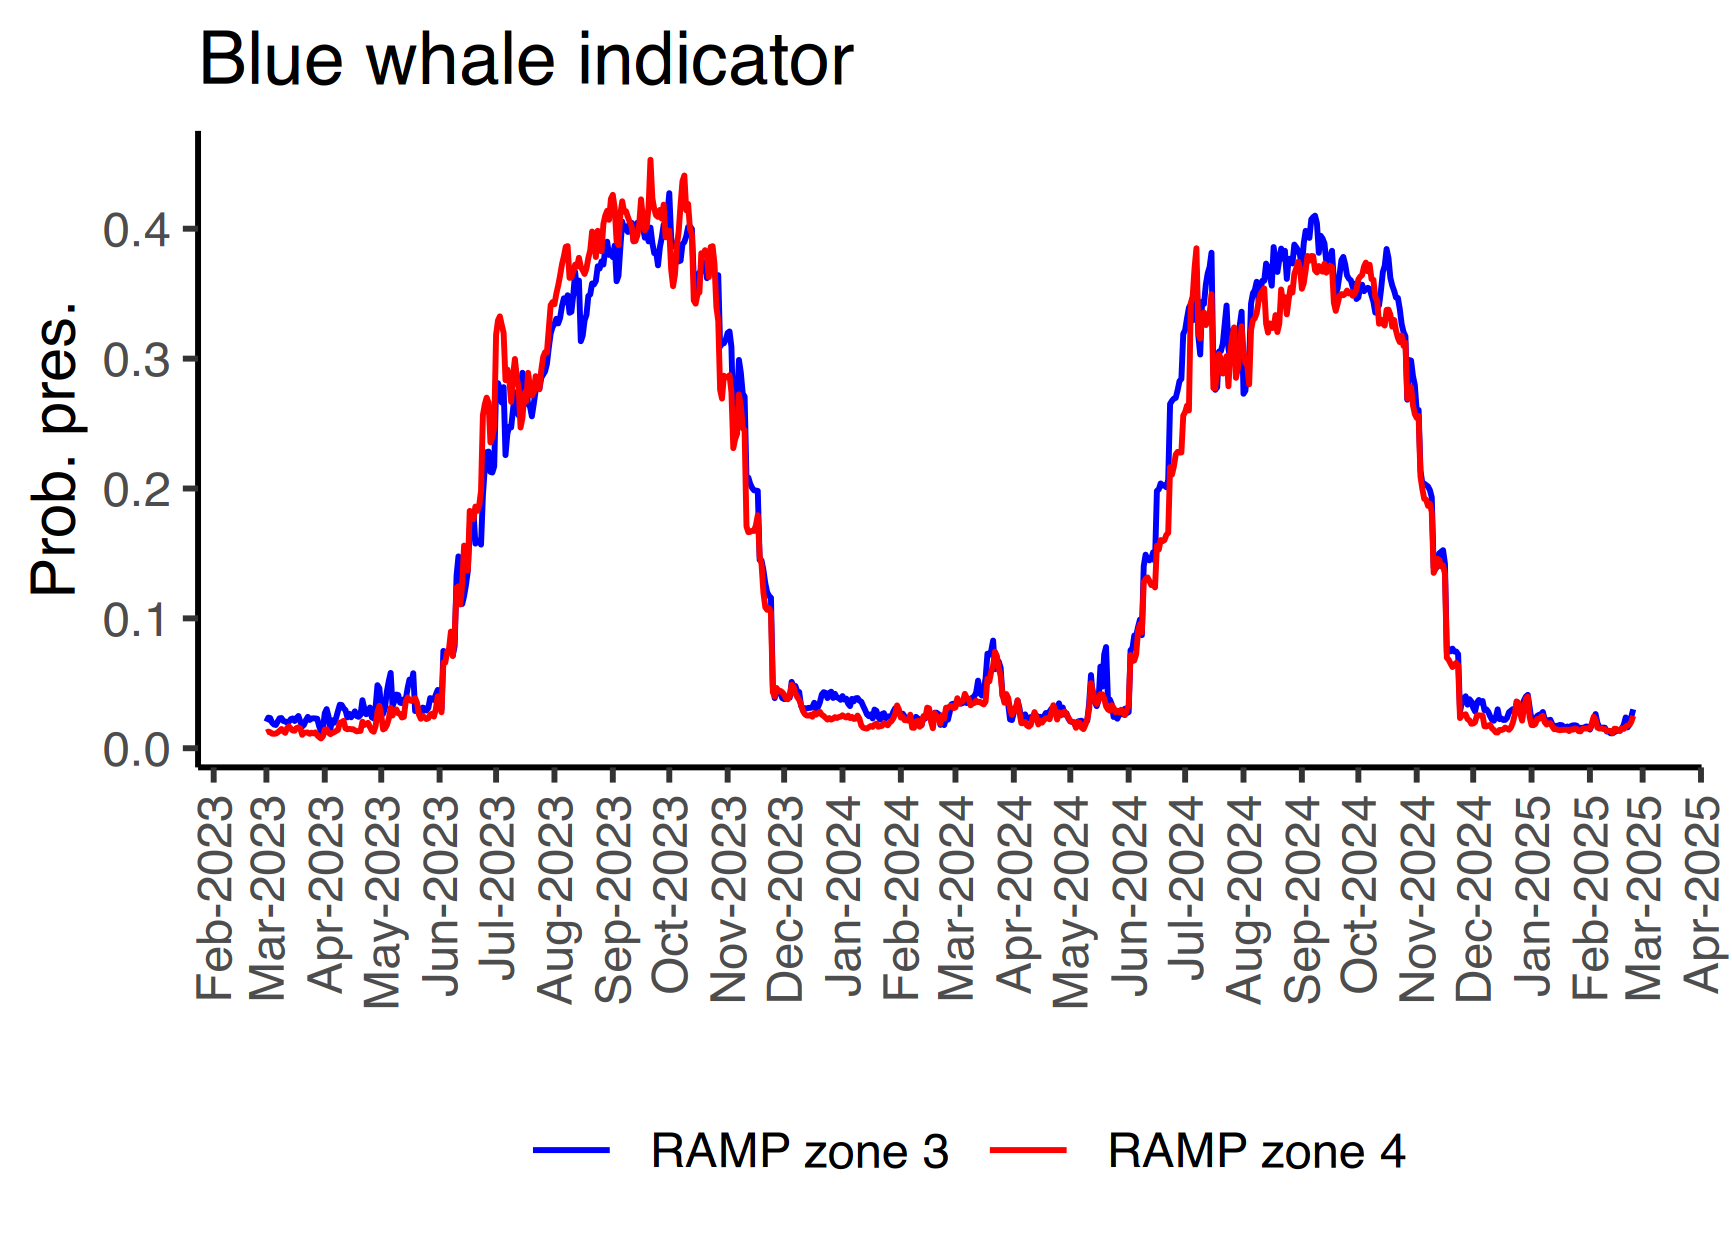 Blue whale indicator
Prob. pres.
0.4
0.3
0.2
0.1
0.0
Feb-2023
Mar-2023
Apr-2023
May-2023
Jun-2023
Jul-2023
Aug-2023
Sep-2023
Oct-2023
Nov-2023
Dec-2023
Jan-2024
Feb-2024
Mar-2024
Apr-2024
May-2024
Jun-2024
Jul-2024
Aug-2024
Sep-2024
Oct-2024
Nov-2024
Dec-2024
Jan-2025
Feb-2025
Mar-2025
Apr-2025
RAMP zone 3 RAMP zone 4